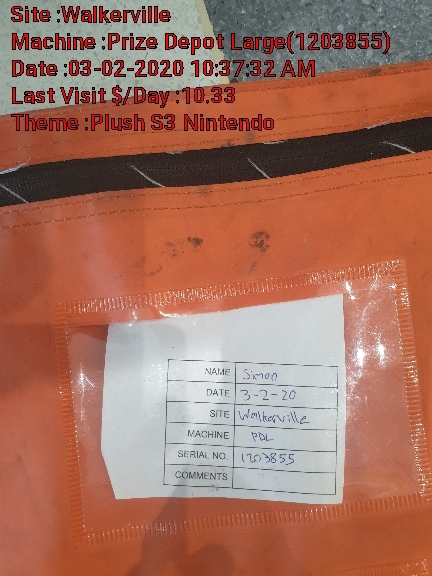 Site :Walkerville
Machine :Prize Depot Large(1203855)
Date :03-02-2020 10:37:32 AM
Last Visit $/Day :10.33
Theme :Plush S3 Nintendo
NAME Simon
DATE 3-2-20
SITE Walkerville
MACHINE PDL
SERIAL NO. 1203855
COMMENTS